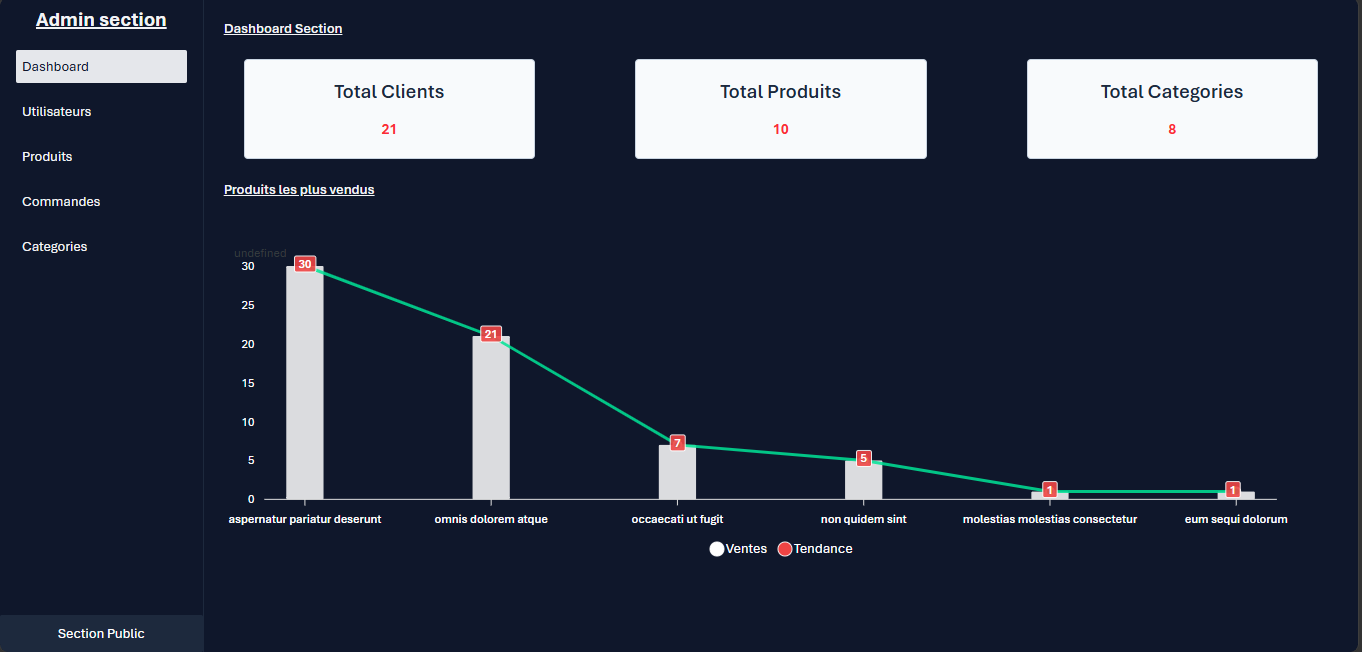 Admin section
Dashboard
Utilisateurs
Produits
Commandes
Categories
Section Public
Dashboard Section
Total Clients
21
Total Produits
10
Total Categories
8
Produits les plus vendus
undefined
30
25
20
15
10
5
0
30
21
7
5
1
1
aspernatur pariatur deserunt
omnis dolorem atque
occaecati ut fugit
non quidem sint
molestias molestias consectetur
eum sequi dolorum
Ventes
Tendance